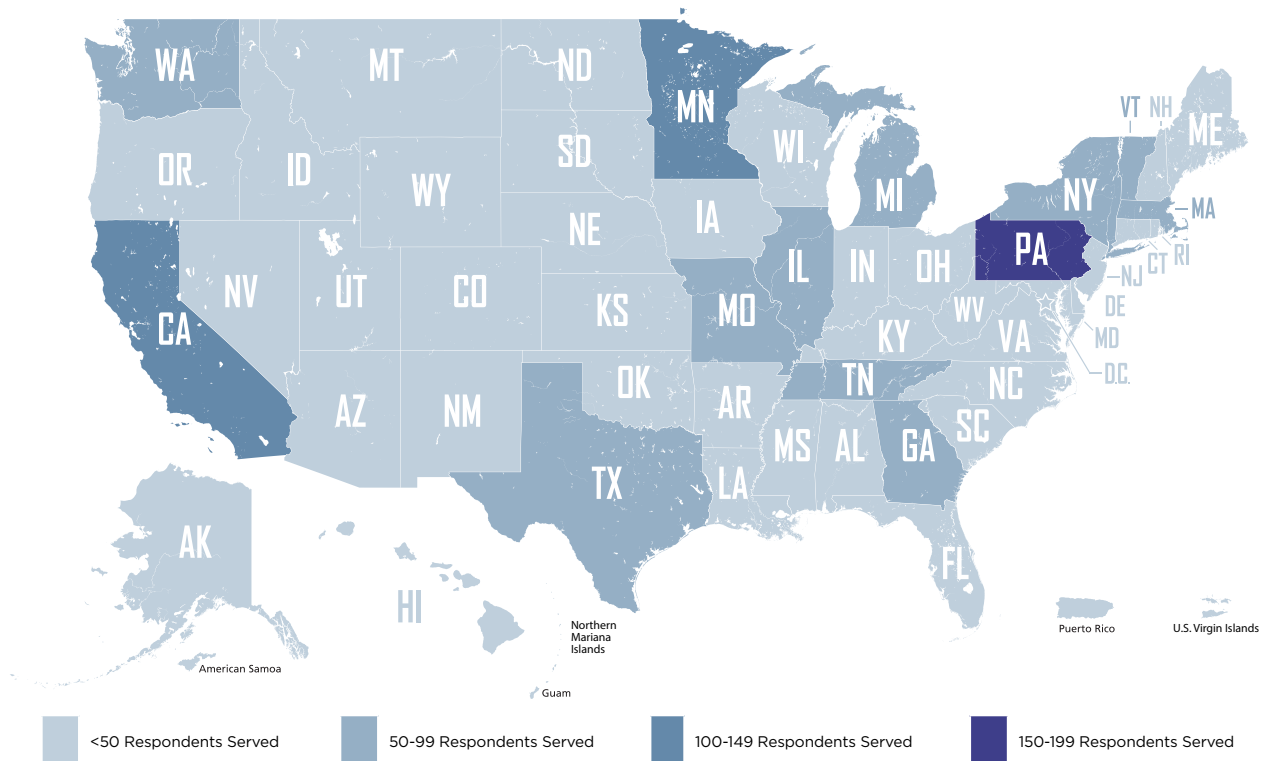 WA
MT
ND
MN
VT
NH
ME
OR
ID
SD
WI
WY
MI
NY
MA
NE
IA
PA
CT
RI
NV
UT
CO
IL
IN
OH
NJ
CA
KS
MO
WV
DE
KY
VA
MD
D.C.
AZ
NM
OK
AR
TN
NC
SC
TX
LA
MS
AL
GA
AK
HI
FL
Northern
Mariana
Islands
Puerto Rico
U.S. Virgin Islands
American Samoa
Guam
<50 Respondents Served
50-99 Respondents Served
100-149 Respondents Served
150-199 Respondents Served